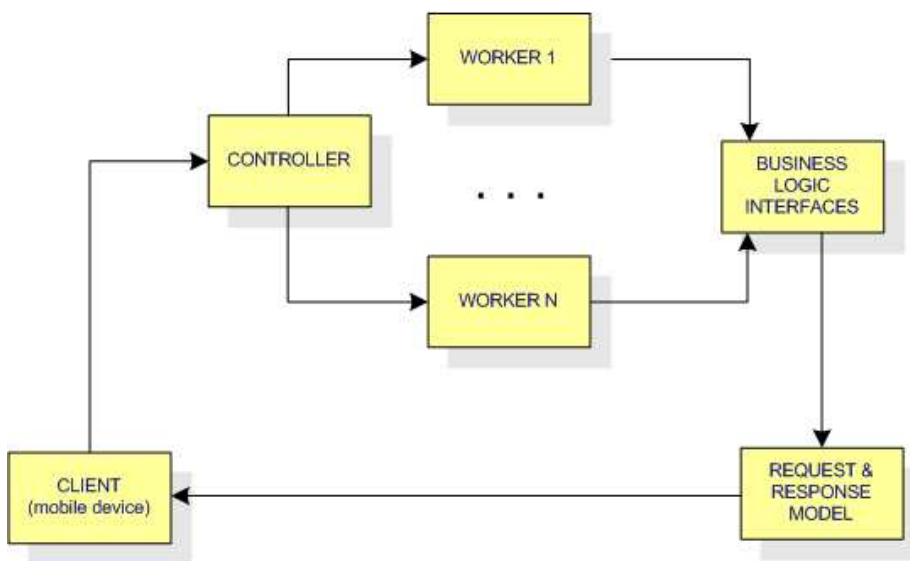 WORKER 1
CONTROLLER
BUSINESS
LOGIC
INTERFACES
. . .
WORKER N
CLIENT
(mobile device)
REQUEST &
RESPONSE
MODEL